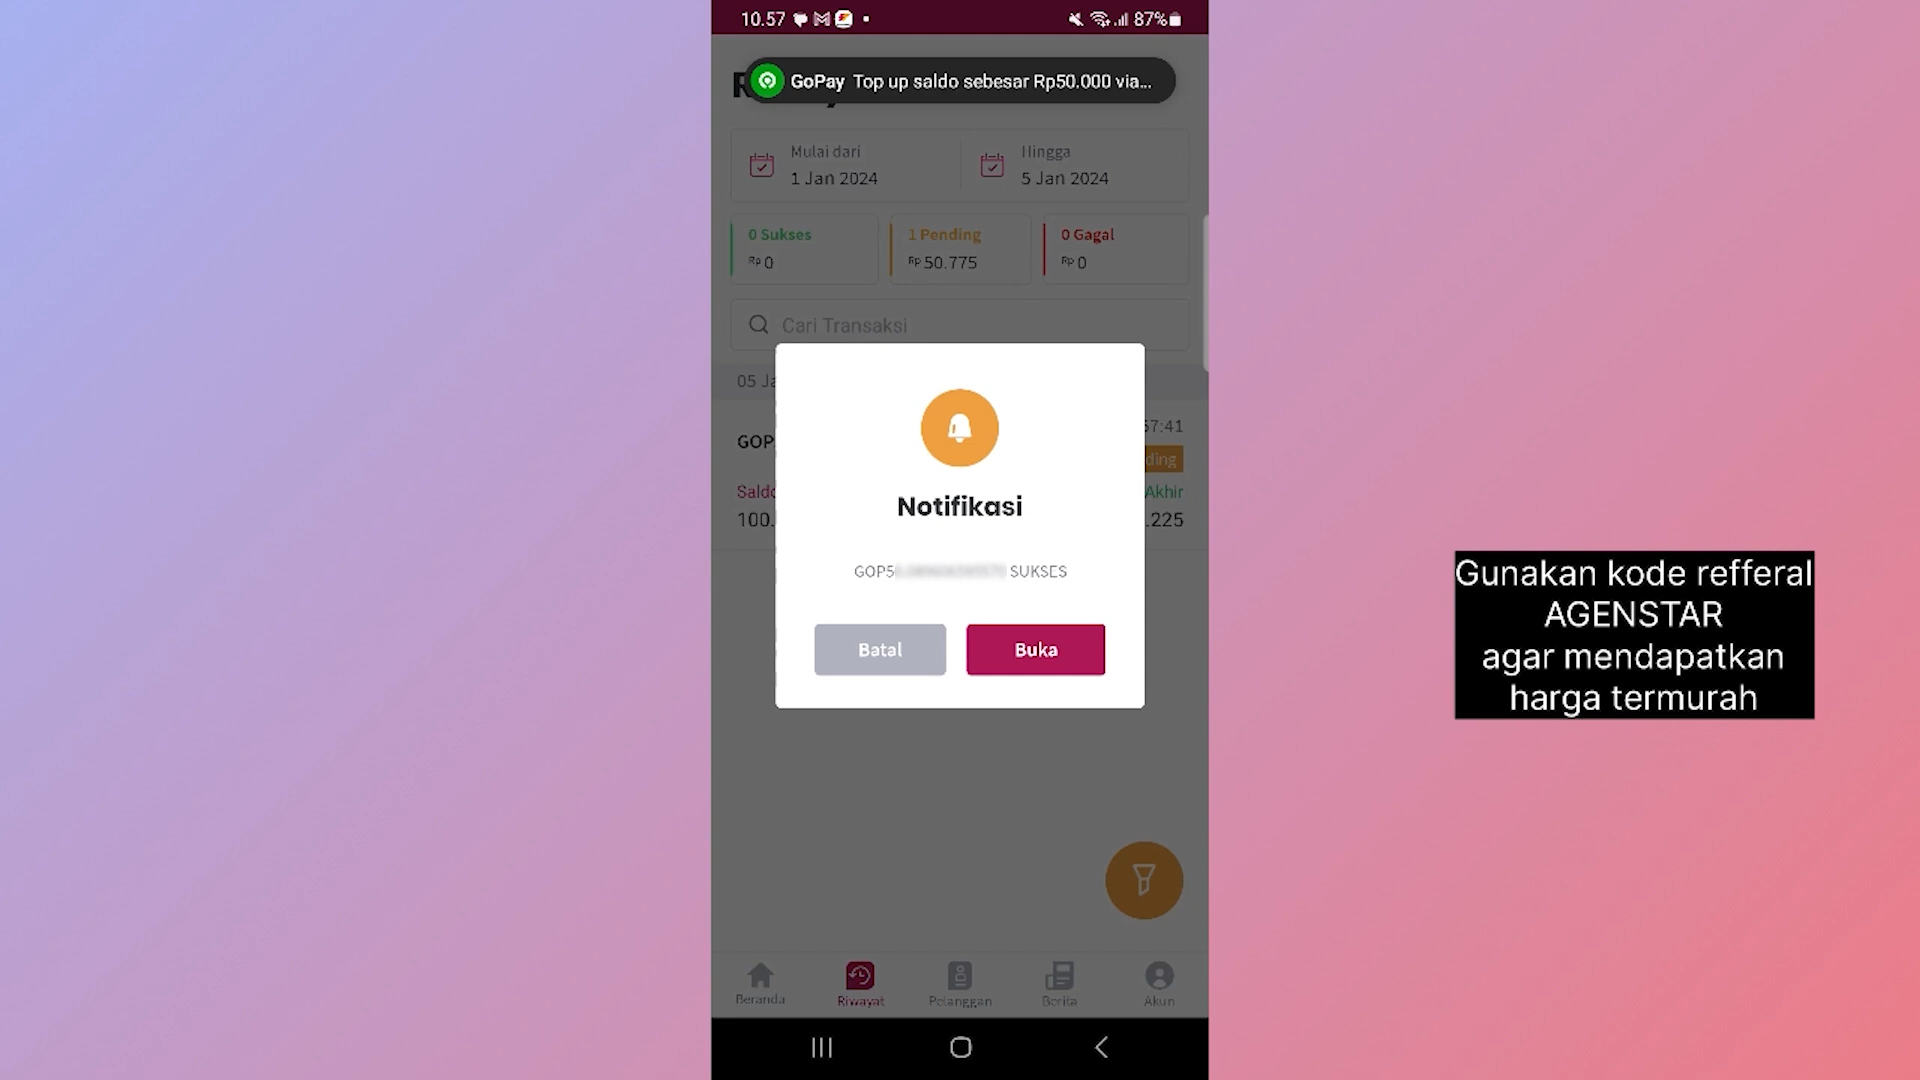 10.57
87%
GoPay Top up saldo sebesar Rp50.000 via...
Mulai dari
1 Jan 2024
Hingga
5 Jan 2024
0 Sukses
Rp 0
1 Pending
Rp 50.775
0 Gagal
Rp 0
Cari Transaksi
05 Ja
GOP
57:41
ding
Saldo
Akhir
100.
.225
Notifikasi
GOP5 SUKSES
Batal
Buka
Gunakan kode refferal
AGENSTAR
agar mendapatkan
harga termurah
Beranda
Riwayat
Pelanggan
Berita
Akun